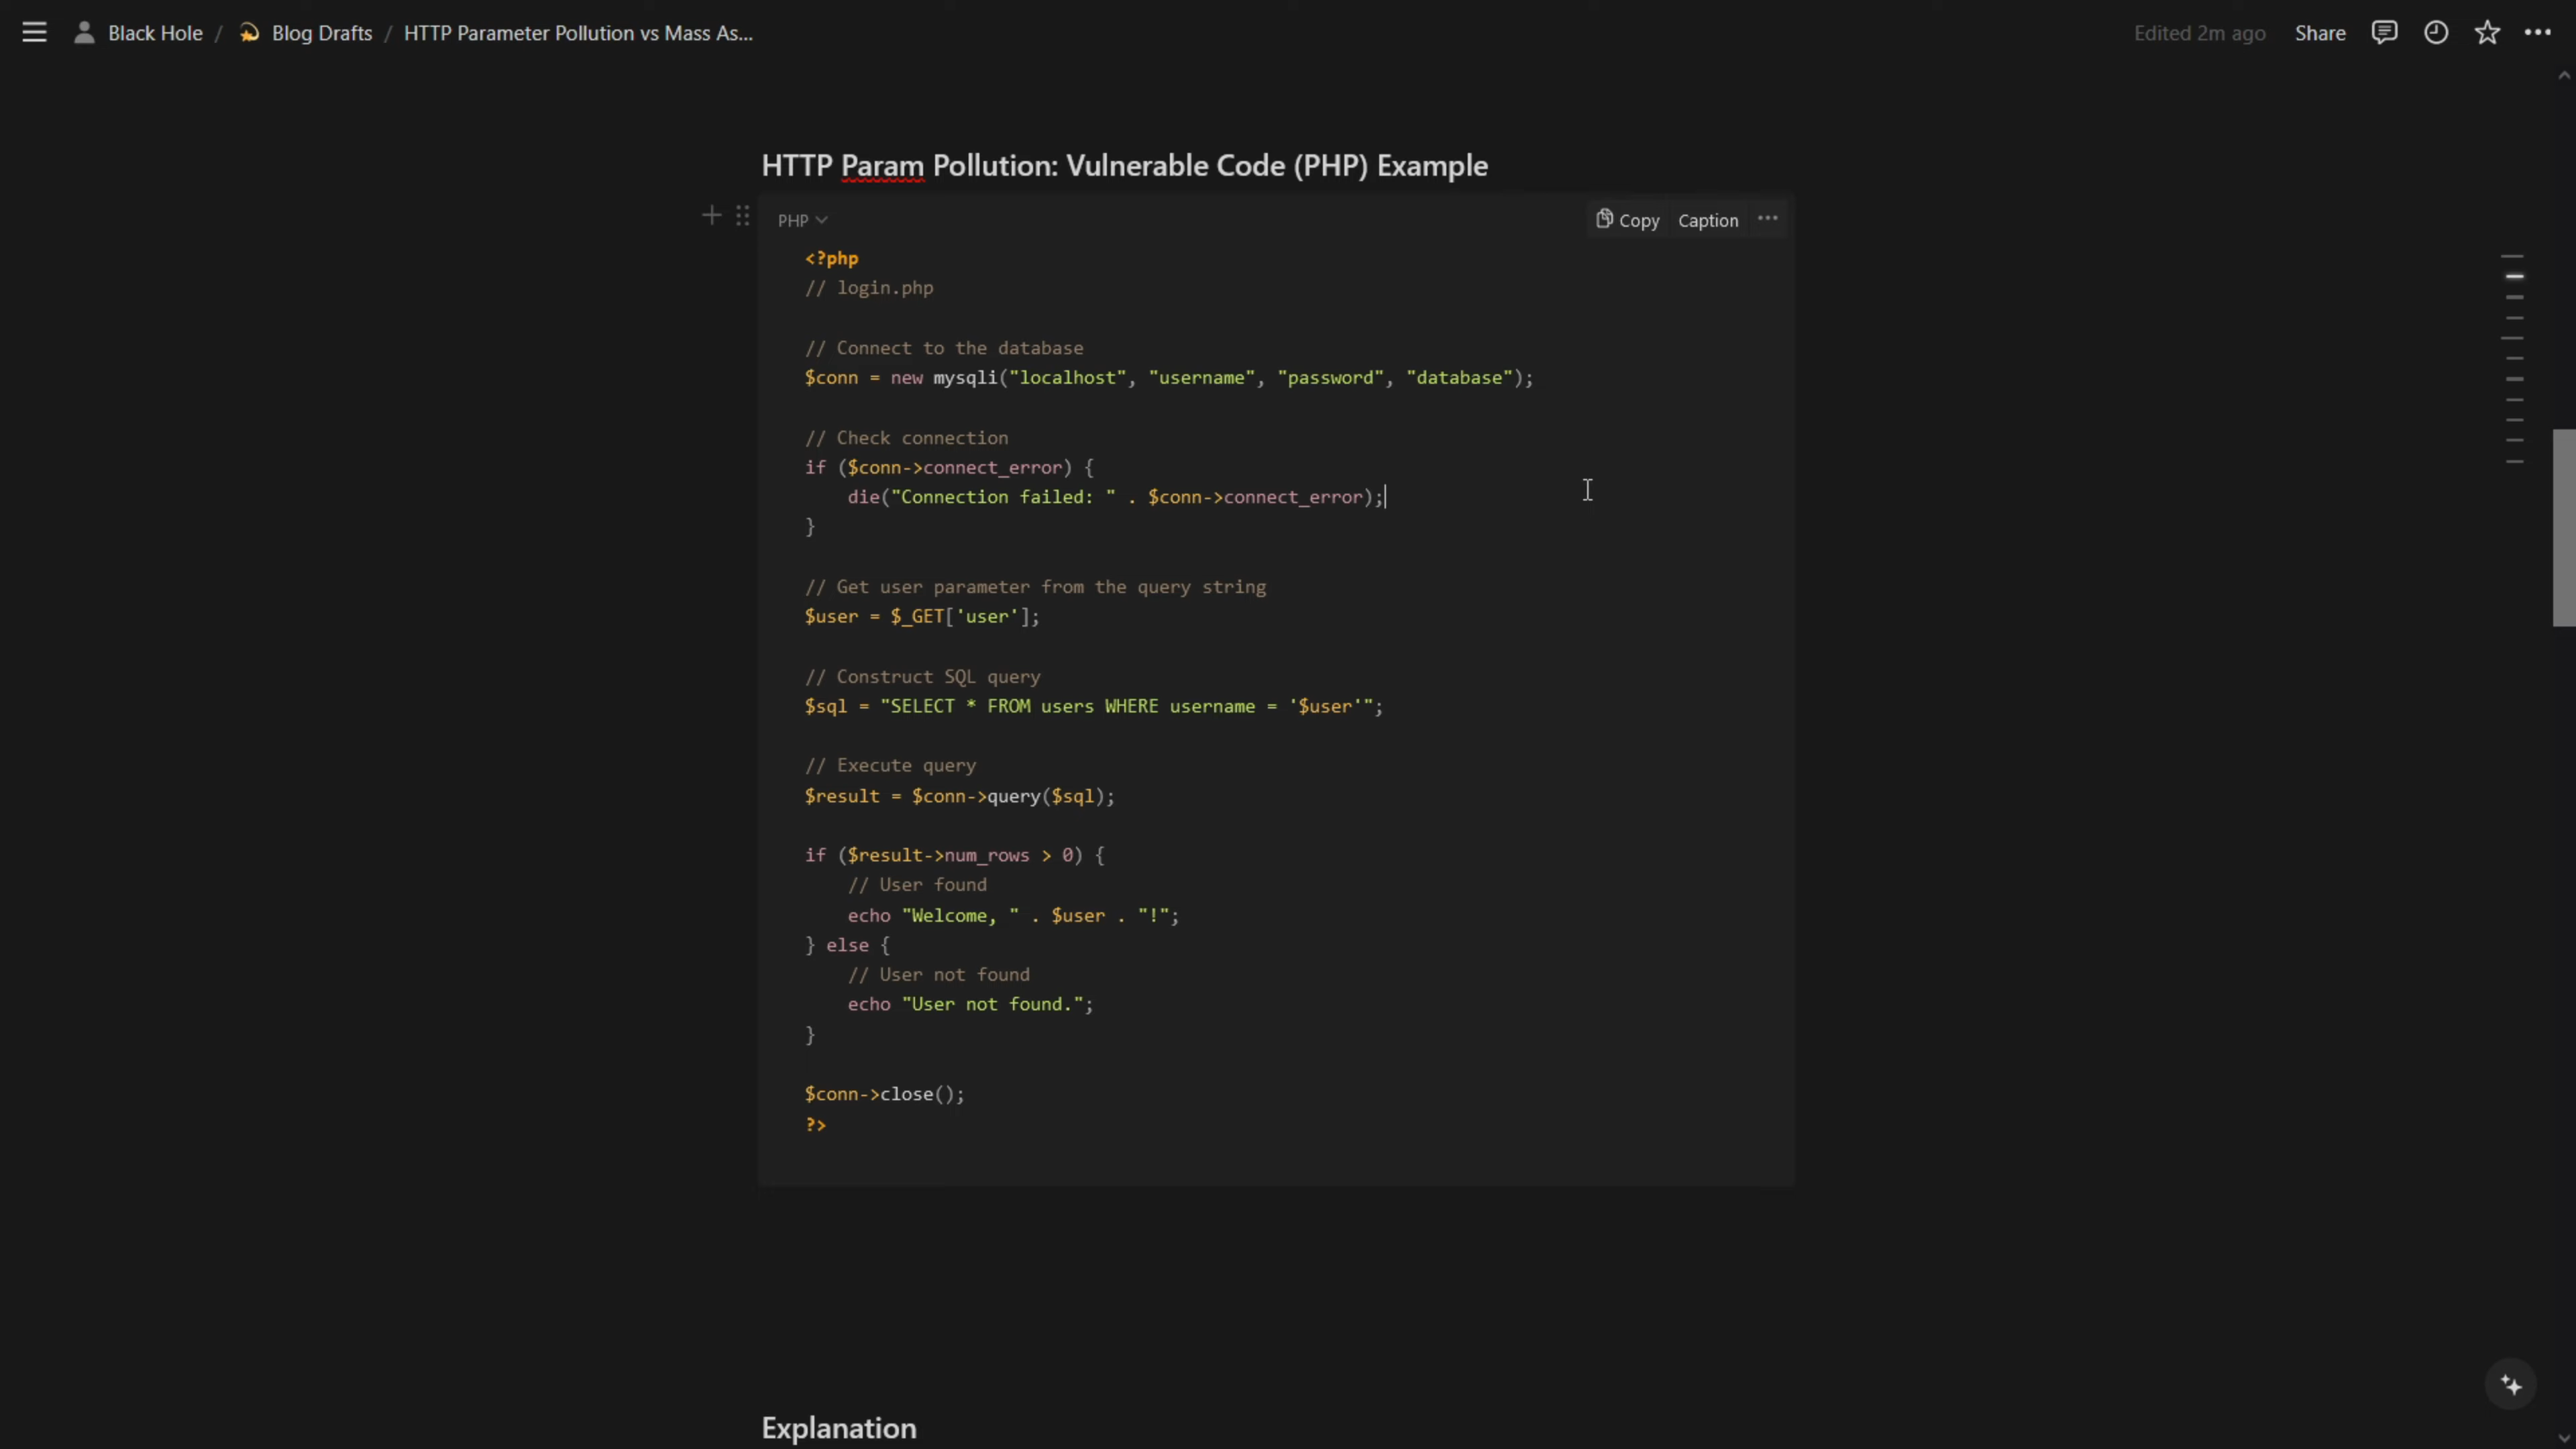 Black Hole / Blog Drafts / HTTP Parameter Pollution vs Mass As...
Edited 2m ago Share
HTTP Param Pollution: Vulnerable Code (PHP) Example
PHP
Copy Caption
<?php
// login.php
// Connect to the database
$conn = new mysqli("localhost", "username", "password", "database");
// Check connection
if ($conn->connect_error) {
    die("Connection failed: " . $conn->connect_error);
}
// Get user parameter from the query string
$user = $_GET['user'];
// Construct SQL query
$sql = "SELECT * FROM users WHERE username = '$user'";
// Execute query
$result = $conn->query($sql);
if ($result->num_rows > 0) {
    // User found
    echo "Welcome, " . $user . "!";
} else {
    // User not found
    echo "User not found.";
}
$conn->close();
?>
Explanation